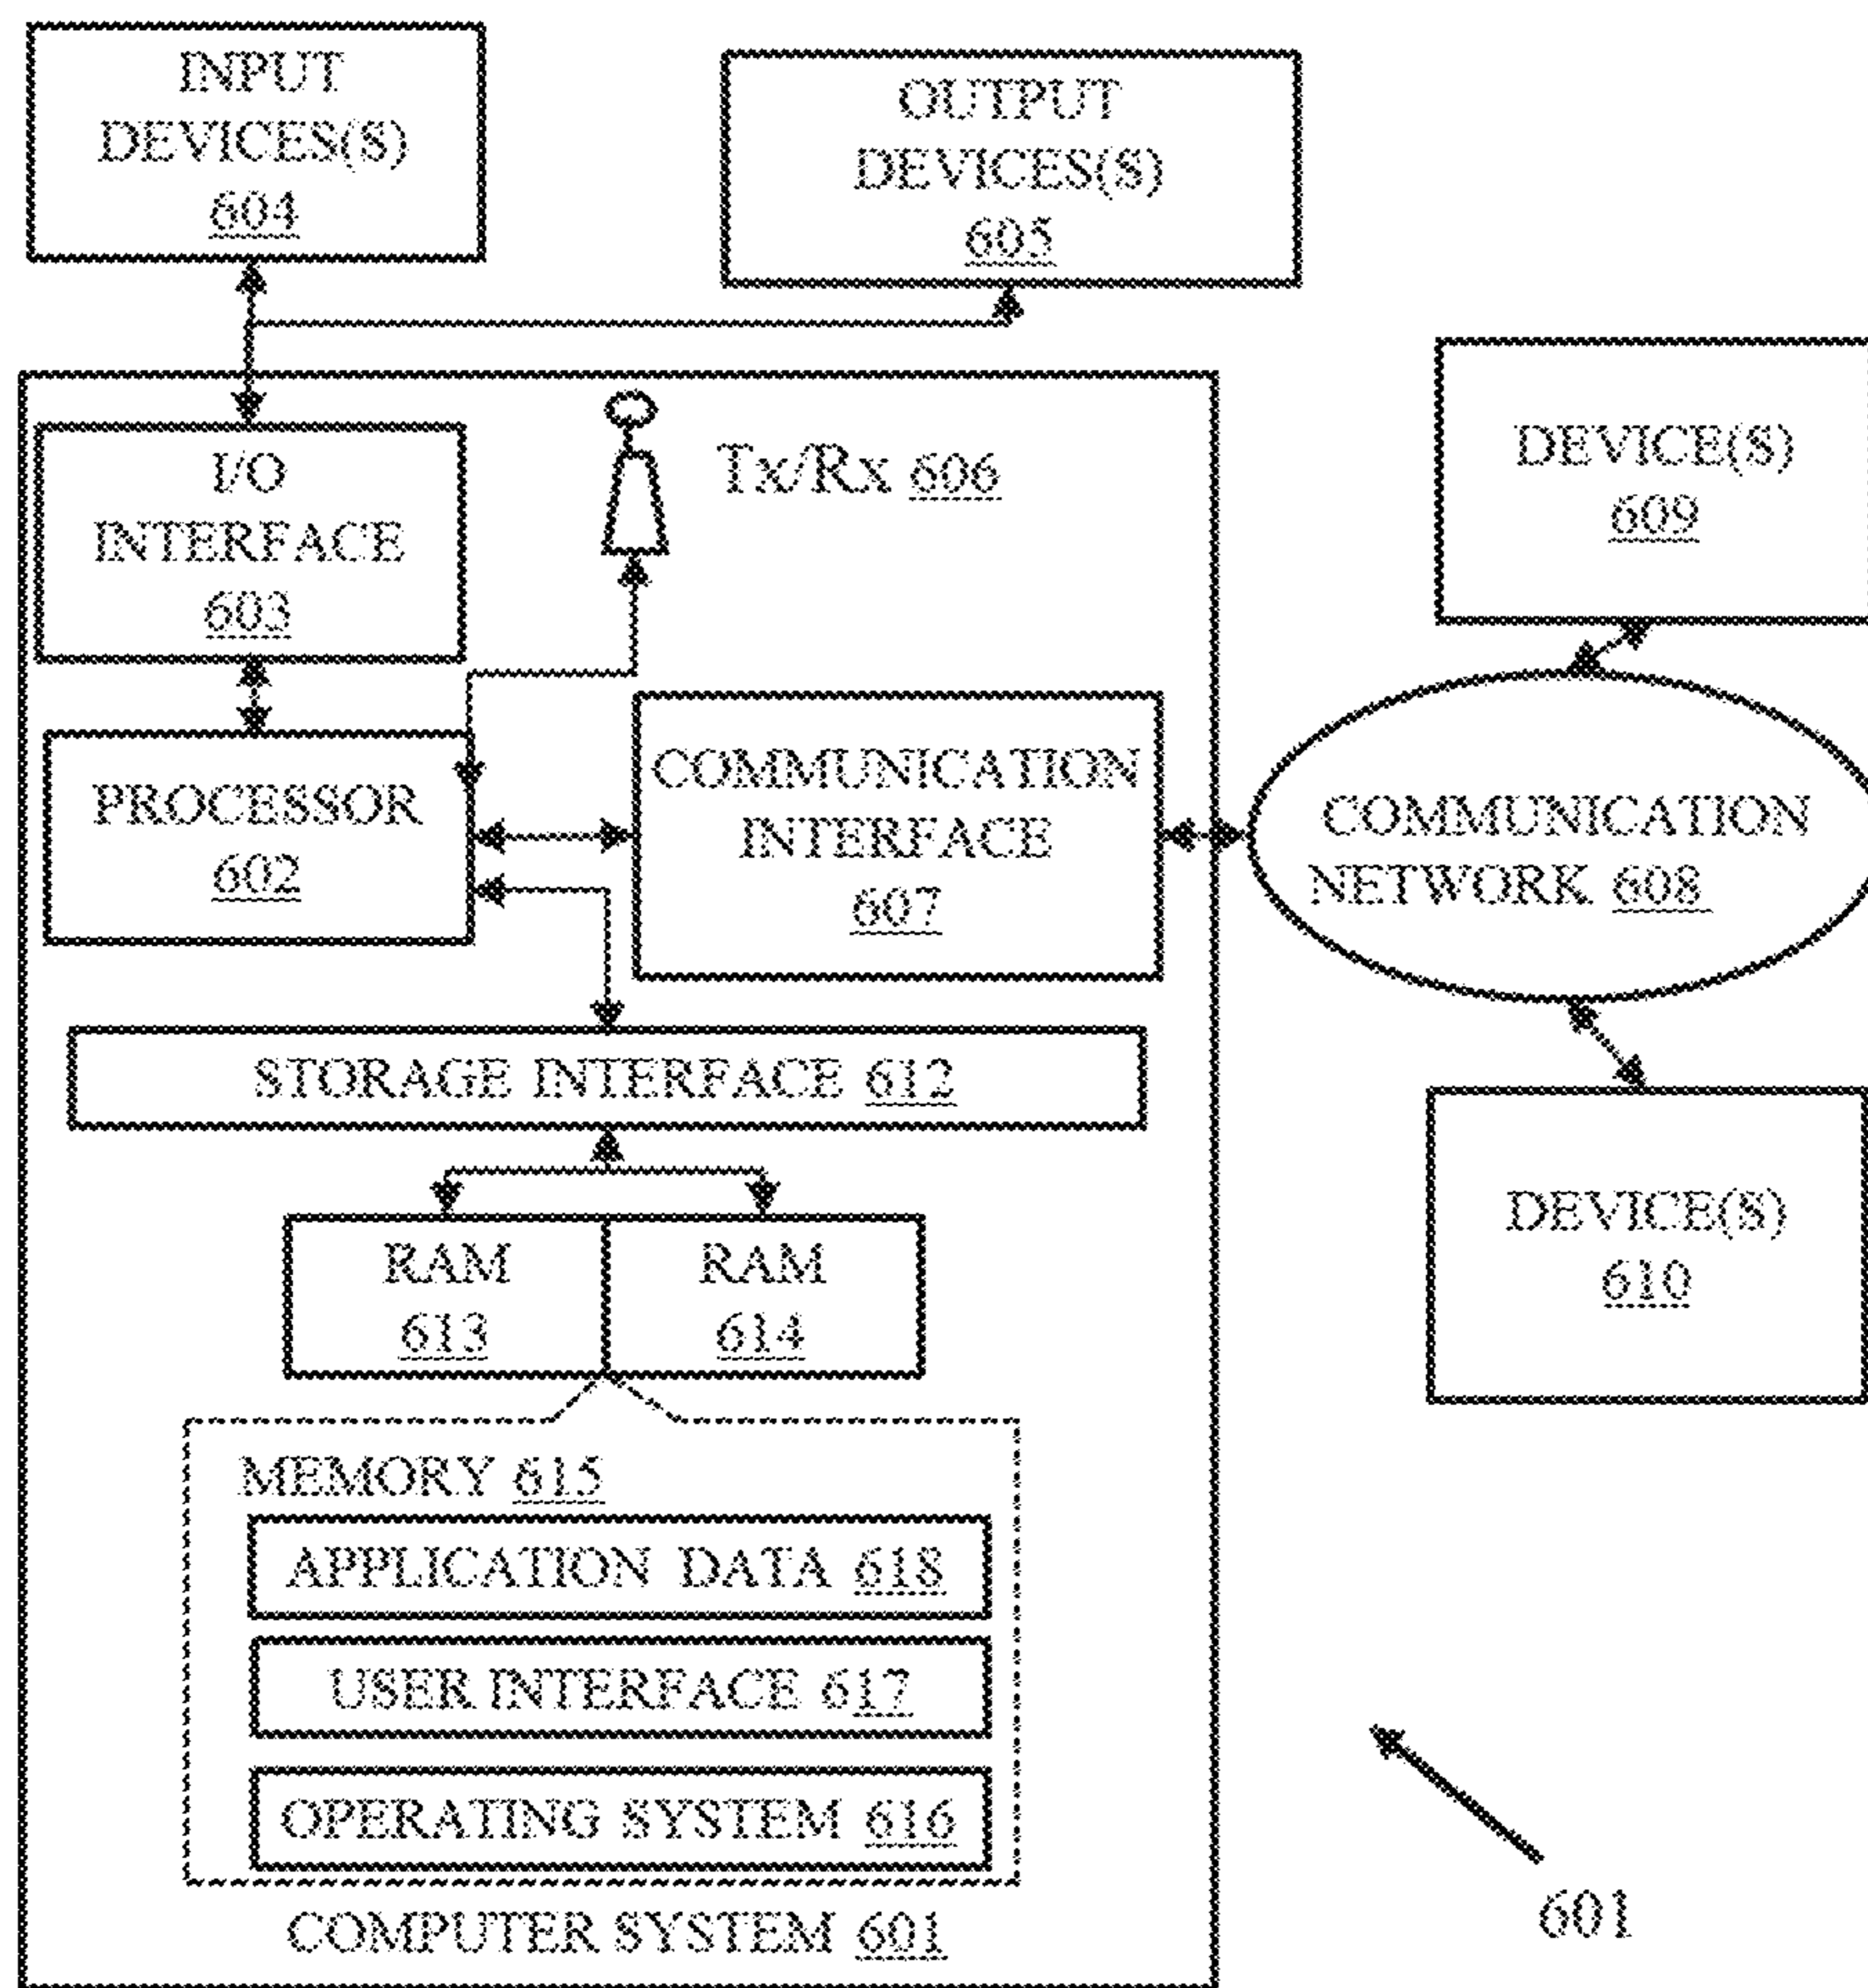 INPUT
DEVICES(S)
604
OUTPUT
DEVICES(S)
605
I/O
INTERFACE
603
Tx/Rx 606
DEVICE(S)
609
PROCESSOR
602
COMMUNICATION
INTERFACE
607
COMMUNICATION
NETWORK 608
STORAGE INTERFACE 612
RAM
613
RAM
614
DEVICE(S)
610
MEMORY 615
APPLICATION DATA 618
USER INTERFACE 617
OPERATING SYSTEM 616
COMPUTER SYSTEM 601
601